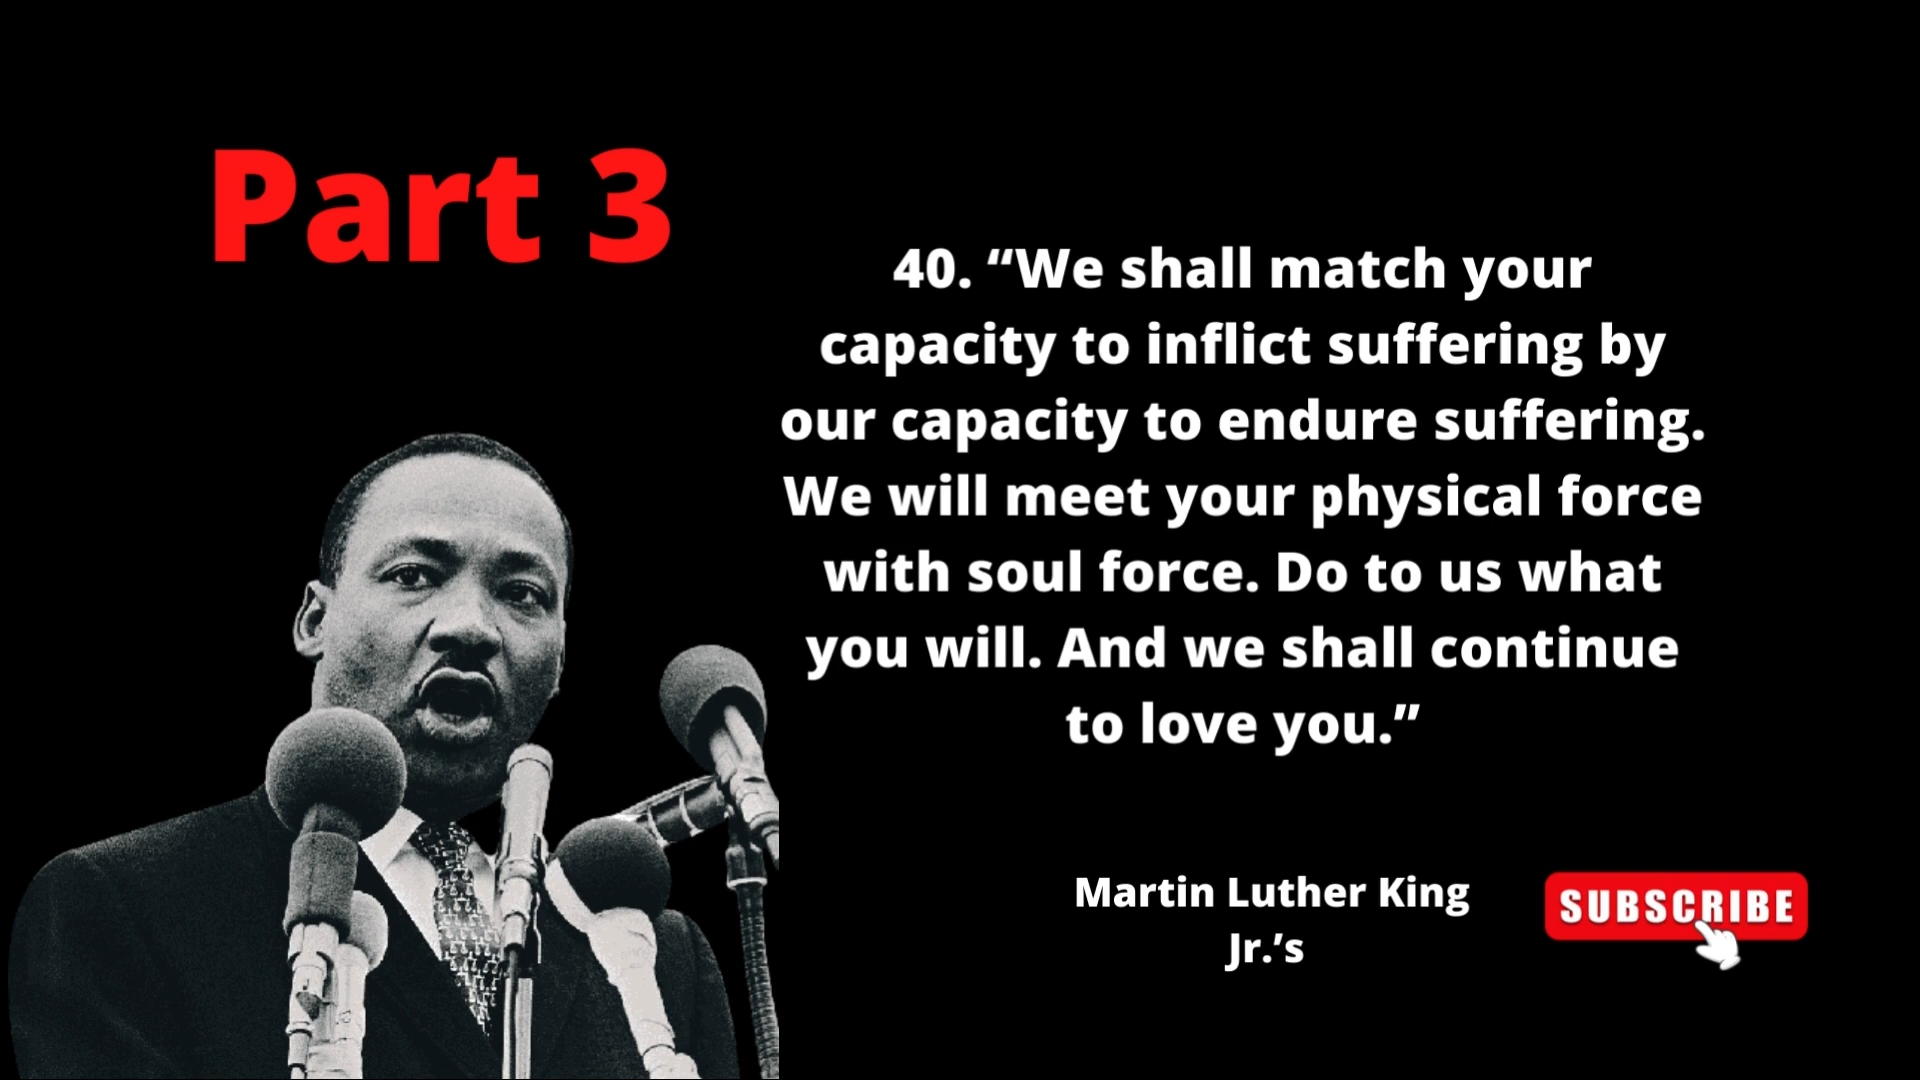 Part 3
40. “We shall match your
capacity to inflict suffering by
our capacity to endure suffering.
We will meet your physical force
with soul force. Do to us what
you will. And we shall continue
to love you.”
Martin Luther King
Jr.’s
SUBSCRIBE